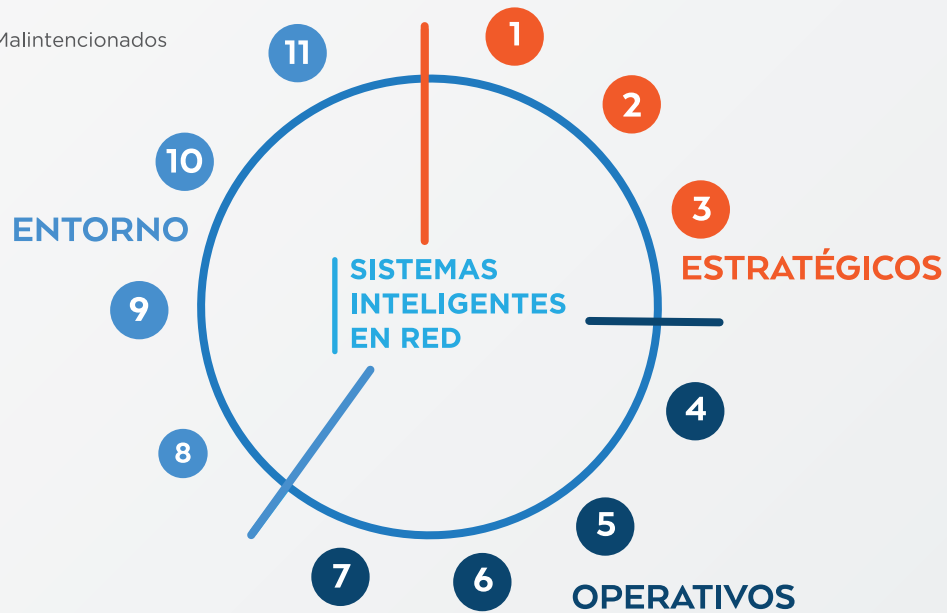 Malintencionados
11
1
2
10
3
ENTORNO
ESTRATÉGICOS
SISTEMAS
INTELIGENTES
EN RED
9
4
8
5
7
6
OPERATIVOS